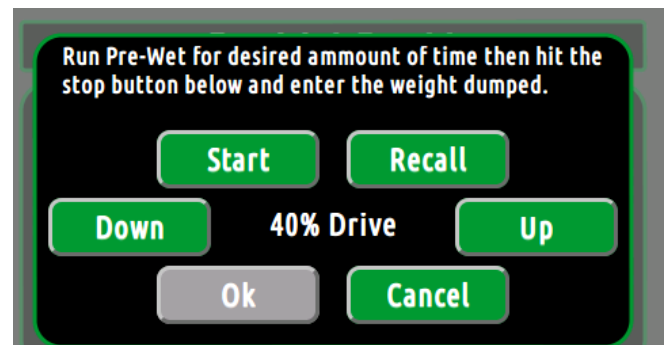 Run Pre-Wet for desired ammount of time then hit the
stop button below and enter the weight dumped.
Start Recall
Down 40% Drive Up
Ok Cancel